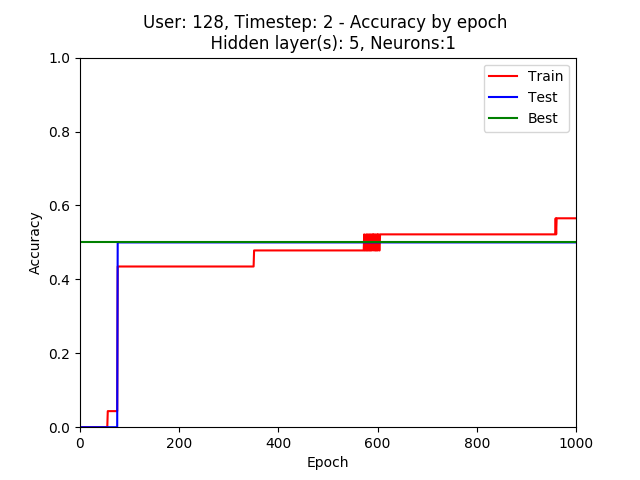 User: 128, Timestep: 2 - Accuracy by epoch
Hidden layer(s): 5, Neurons:1
Train
Test
Best
1.0
0.8
0.6
0.4
0.2
0.0
Accuracy
0 200 400 600 800 1000
Epoch